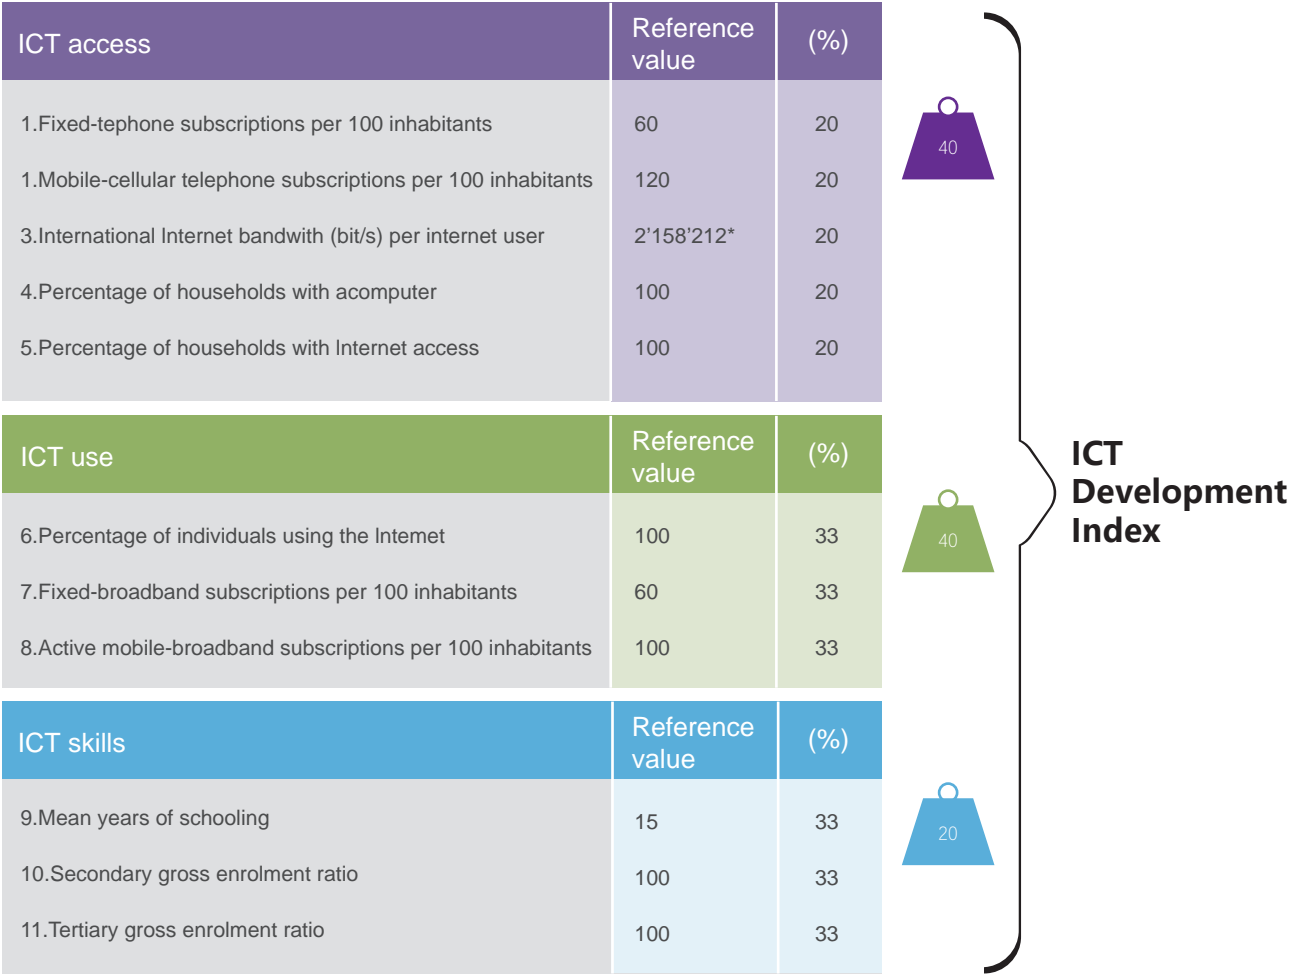 ICT access Reference value (%)
1.Fixed-tephone subscriptions per 100 inhabitants 60 20
1.Mobile-cellular telephone subscriptions per 100 inhabitants 120 20
3.International Internet bandwith (bit/s) per internet user 2’158’212* 20
4.Percentage of households with acomputer 100 20
5.Percentage of households with Internet access 100 20
40
ICT use Reference value (%)
6.Percentage of individuals using the Intemet 100 33
7.Fixed-broadband subscriptions per 100 inhabitants 60 33
8.Active mobile-broadband subscriptions per 100 inhabitants 100 33
40
ICT skills Reference value (%)
9.Mean years of schooling 15 33
10.Secondary gross enrolment ratio 100 33
11.Tertiary gross enrolment ratio 100 33
20
ICT
Development
Index